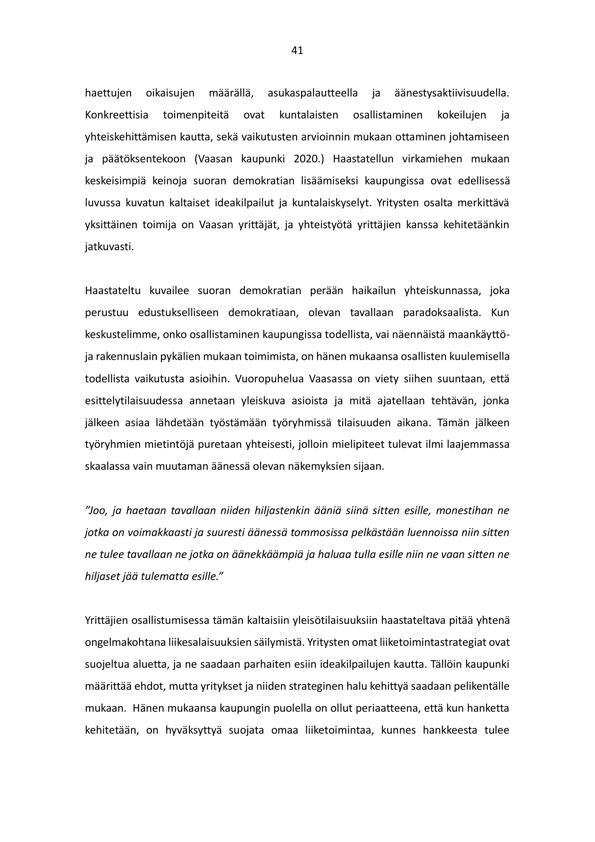 41
haettujen oikaisujen määrällä, asukaspalautteella ja äänestysaktiivisuudella.
Konkreettisia toimenpiteitä ovat kuntalaisten osallistaminen kokeilujen ja
yhteiskehittämisen kautta, sekä vaikutusten arvioinnin mukaan ottaminen johtamiseen
ja päätöksentekoon (Vaasan kaupunki 2020.) Haastatellun virkamiehen mukaan
keskeisimpiä keinoja suoran demokratian lisäämiseksi kaupungissa ovat edellisessä
luvussa kuvatun kaltaiset ideakilpailut ja kuntalaiskyselyt. Yritysten osalta merkittävä
yksittäinen toimija on Vaasan yrittäjät, ja yhteistyötä yrittäjien kanssa kehitetäänkin
jatkuvasti.
Haastateltu kuvailee suoran demokratian perään haikailun yhteiskunnassa, joka
perustuu edustukselliseen demokratiaan, olevan tavallaan paradoksaalista. Kun
keskustelimme, onko osallistaminen kaupungissa todellista, vai näennäistä maankäyttö-
ja rakennuslain pykälien mukaan toimimista, on hänen mukaansa osallisten kuulemisella
todellista vaikutusta asioihin. Vuoropuhelua Vaasassa on viety siihen suuntaan, että
esittelytilaisuudessa annetaan yleiskuva asioista ja mitä ajatellaan tehtävän, jonka
jälkeen asiaa lähdetään työstämään työryhmissä tilaisuuden aikana. Tämän jälkeen
työryhmien mietintöjä puretaan yhteisesti, jolloin mielipiteet tulevat ilmi laajemmassa
skaalassa vain muutaman äänessä olevan näkemyksien sijaan.
”Joo, ja haetaan tavallaan niiden hiljastenkin ääniä siinä sitten esille, monestihan ne
jotka on voimakkaasti ja suuresti äänessä tommosissa pelkästään luennoissa niin sitten
ne tulee tavallaan ne jotka on äänekkäämpiä ja haluaa tulla esille niin ne vaan sitten ne
hiljaset jää tulematta esille.”
Yrittäjien osallistumisessa tämän kaltaisiin yleisötilaisuuksiin haastateltava pitää yhtenä
ongelmakohtana liikesalaisuuksien säilymistä. Yritysten omat liiketoimintastrategiat ovat
suojeltua aluetta, ja ne saadaan parhaiten esiin ideakilpailujen kautta. Tällöin kaupunki
määrittää ehdot, mutta yritykset ja niiden strateginen halu kehittyä saadaan pelikentälle
mukaan. Hänen mukaansa kaupungin puolella on ollut periaatteena, että kun hanketta
kehitetään, on hyväksyttyä suojata omaa liiketoimintaa, kunnes hankkeesta tulee